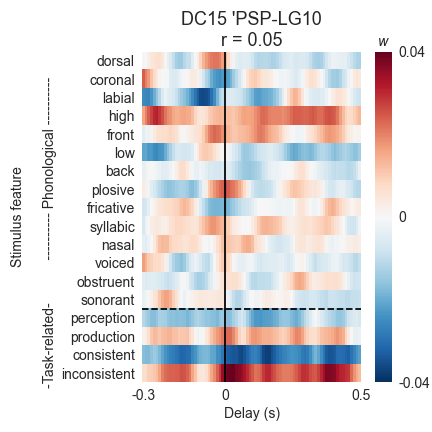 DC15 'PSP-LG10
r = 0.05
w
dorsal
coronal
labial
high
front
low
back
plosive
fricative
syllabic
nasal
voiced
obstruent
sonorant
perception
production
consistent
inconsistent
Stimulus feature
---------- Phonological ----------
-Task-related-
0.04
0
-0.04
-0.3
0
0.5
Delay (s)